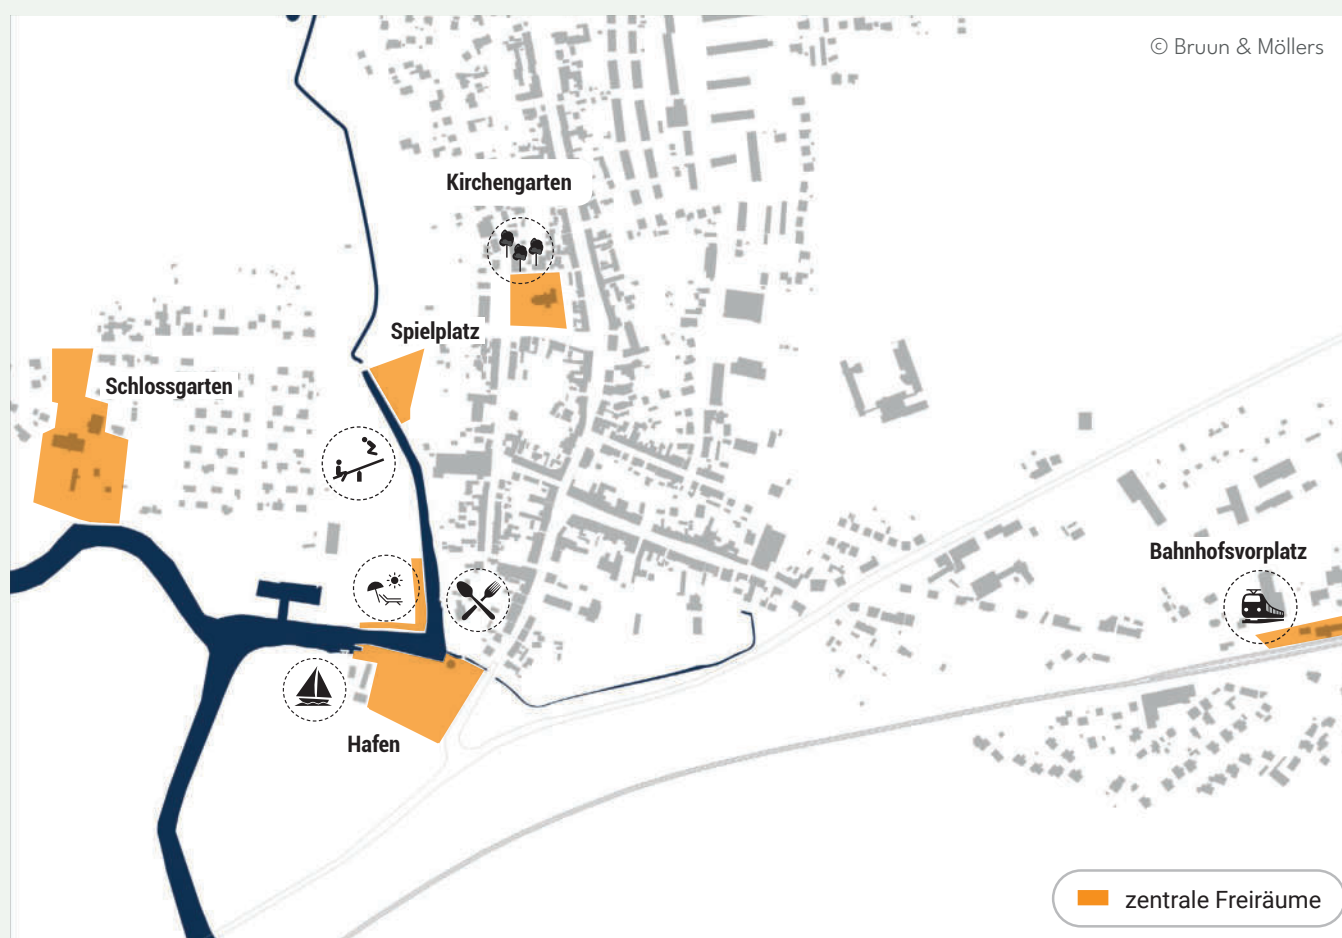 © Bruun & Möllers
Kirchengarten
Spielplatz
Schlossgarten
Bahnhofsvorplatz
Hafen
zentrale Freiräume